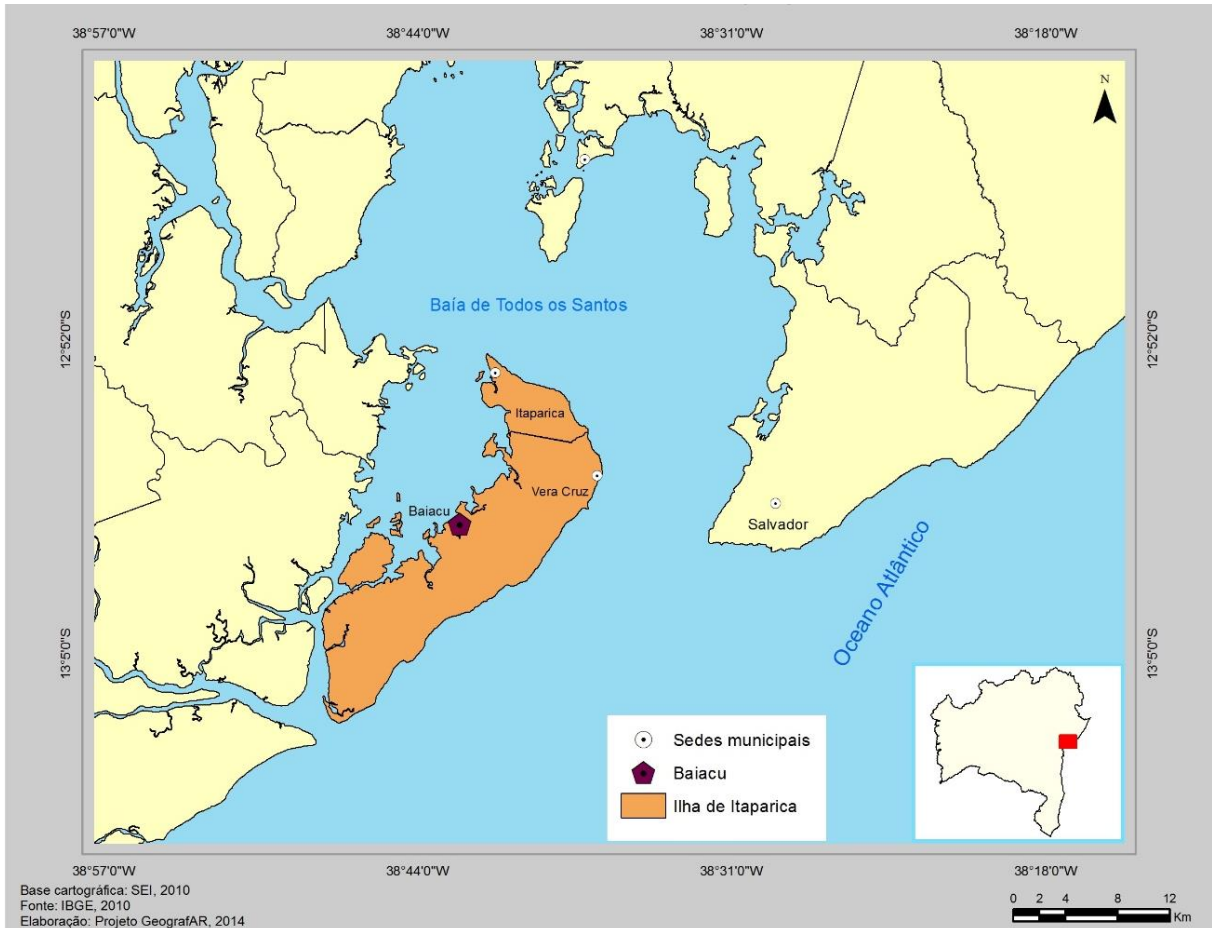 38°57'0"W 38°44'0"W 38°31'0"W 38°18'0"W
N
Baía de Todos os Santos
12°52'0"S 12°52'0"S
Itaparica
Vera Cruz
Baiacu
Salvador
Oceano Atlântico
13°5'0"S 13°5'0"S
Sedes municipais
Baiacu
Ilha de Itaparica
38°57'0"W 38°44'0"W 38°31'0"W 38°18'0"W
Base cartográfica: SEI, 2010
Fonte: IBGE, 2010
Elaboração: Projeto GeografAR, 2014
0 2 4 8 12
Km